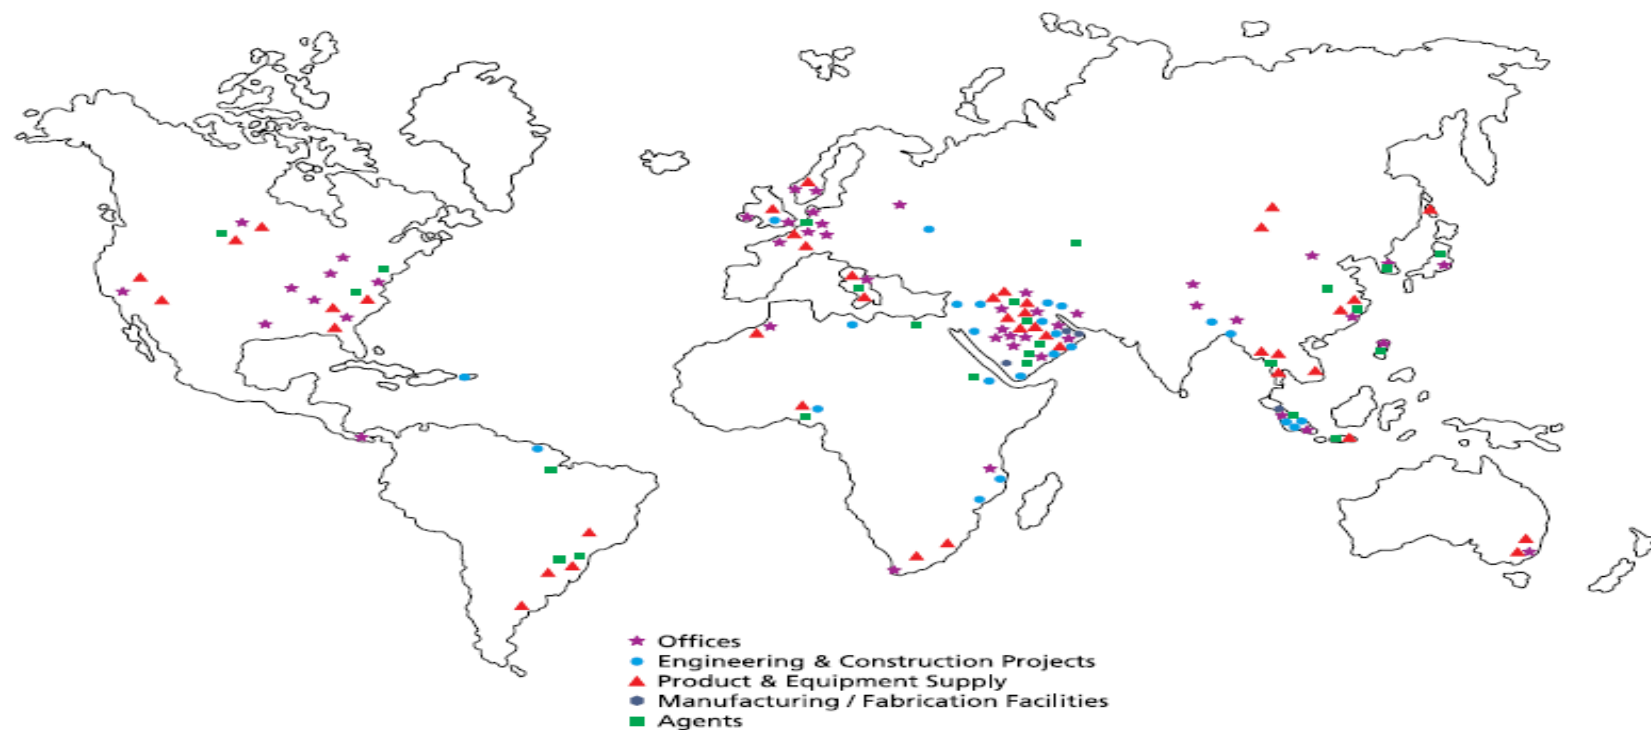 Offices
Engineering & Construction Projects
Product & Equipment Supply
Manufacturing / Fabrication Facilities
Agents